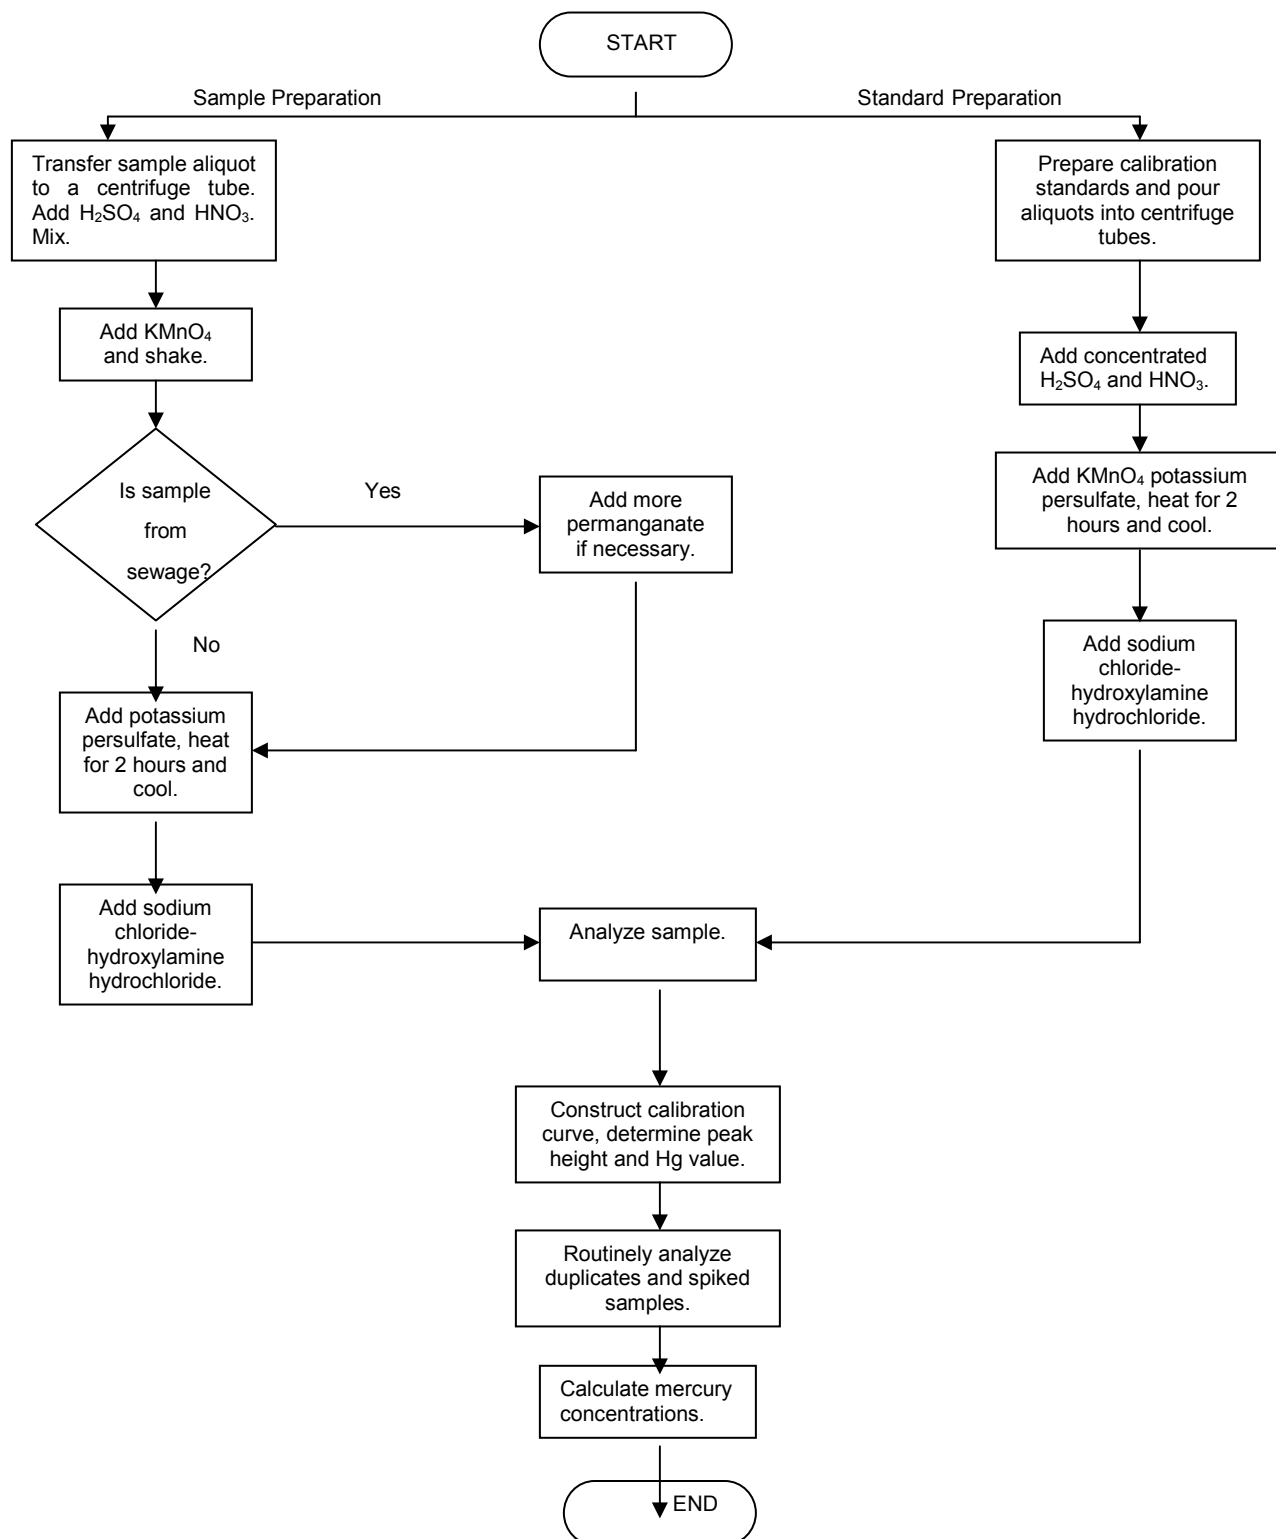 START
Sample Preparation
Standard Preparation
Transfer sample aliquot
to a centrifuge tube.
Add H₂SO₄ and HNO₃.
Mix.
Prepare calibration
standards and pour
aliquots into centrifuge
tubes.
Add KMnO₄
and shake.
Add concentrated
H₂SO₄ and HNO₃.
Is sample
from
sewage?
Yes
No
Add more
permanganate
if necessary.
Add KMnO₄ potassium
persulfate, heat for 2
hours and cool.
Add potassium
persulfate, heat
for 2 hours and
cool.
Add sodium
chloride-
hydroxylamine
hydrochloride.
Add sodium
chloride-
hydroxylamine
hydrochloride.
Analyze sample.
Construct calibration
curve, determine peak
height and Hg value.
Routinely analyze
duplicates and spiked
samples.
Calculate mercury
concentrations.
END